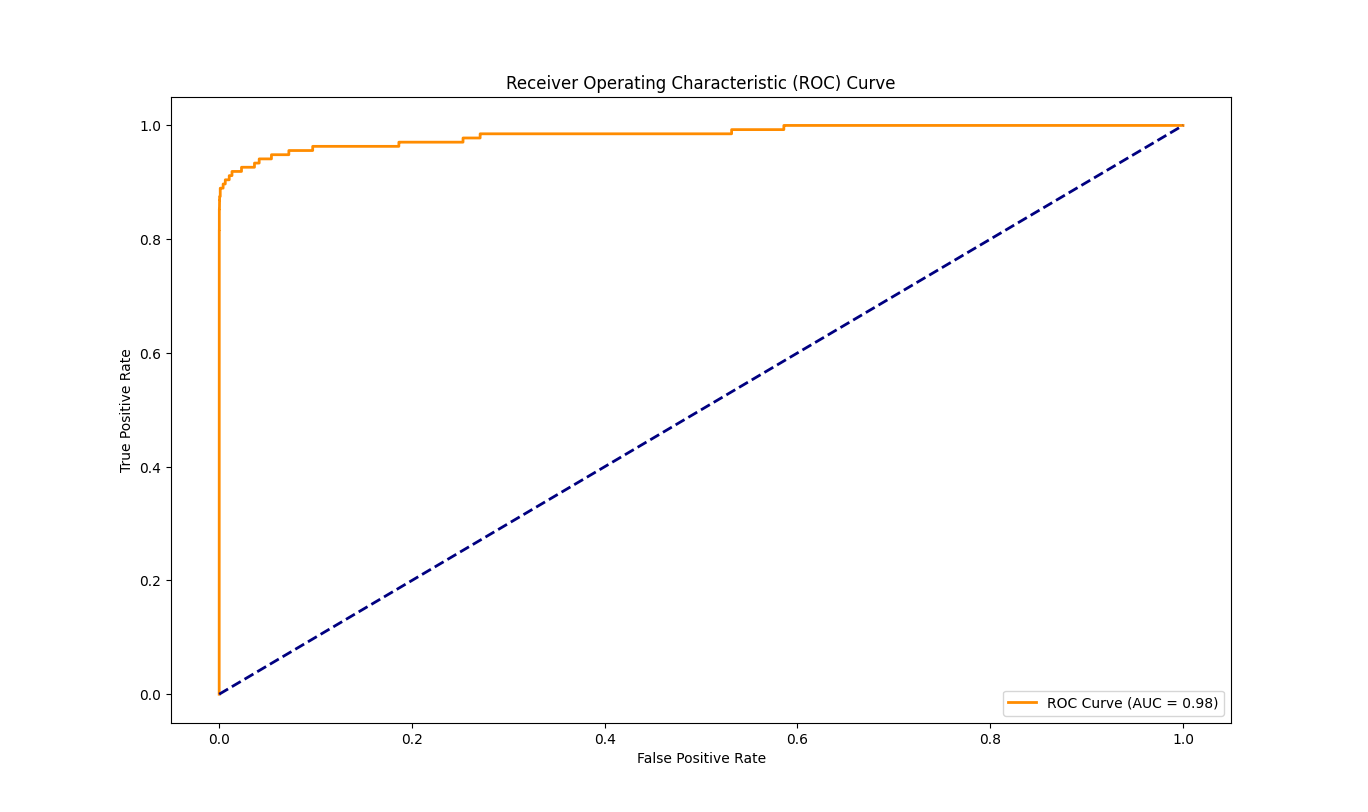 Receiver Operating Characteristic (ROC) Curve
1.0
0.8
0.6
0.4
0.2
0.0
True Positive Rate
0.0 0.2 0.4 0.6 0.8 1.0
False Positive Rate
ROC Curve (AUC = 0.98)